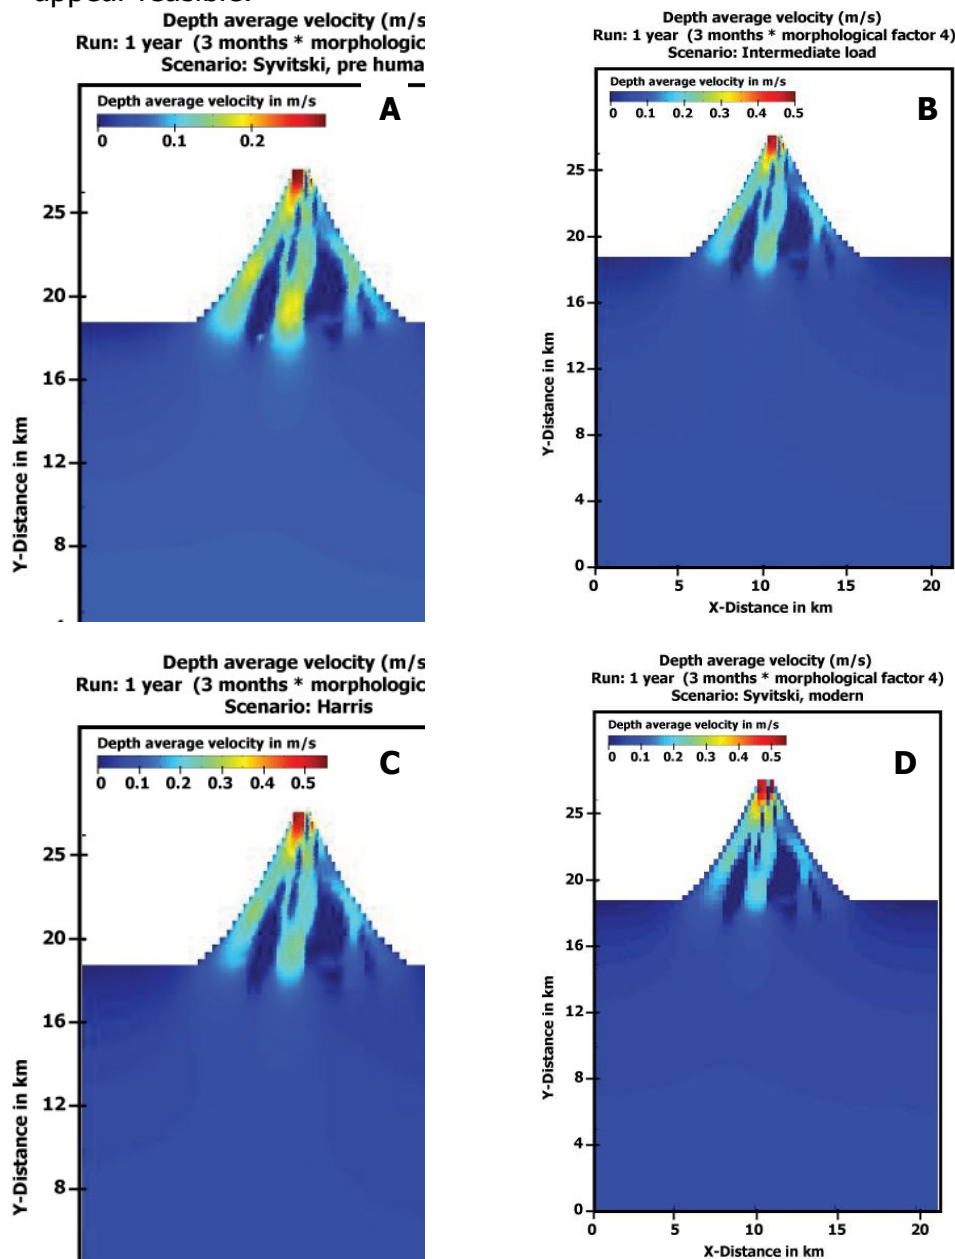 appear feasible.
Depth average velocity (m/s
Run: 1 year (3 months * morphologic
Scenario: Syvitski, pre huma
Depth average velocity in m/s
0 0.1 0.2
A
25
20
16
12
8
Y-Distance in km
Depth average velocity (m/s)
Run: 1 year (3 months * morphological factor 4)
Scenario: Intermediate load
Depth average velocity in m/s
0 0.1 0.2 0.3 0.4 0.5
B
25
20
16
12
8
4
0
Y-Distance in km
0 5 10 15 20
X-Distance in km
Depth average velocity (m/s
Run: 1 year (3 months * morphologic
Scenario: Harris
Depth average velocity in m/s
0 0.1 0.2 0.3 0.4 0.5
C
25
20
16
12
8
Y-Distance in km
Depth average velocity (m/s)
Run: 1 year (3 months * morphological factor 4)
Scenario: Syvitski, modern
Depth average velocity in m/s
0 0.1 0.2 0.3 0.4 0.5
D
25
20
16
12
8
4
0
Y-Distance in km
0 5 10 15 20
X-Distance in km